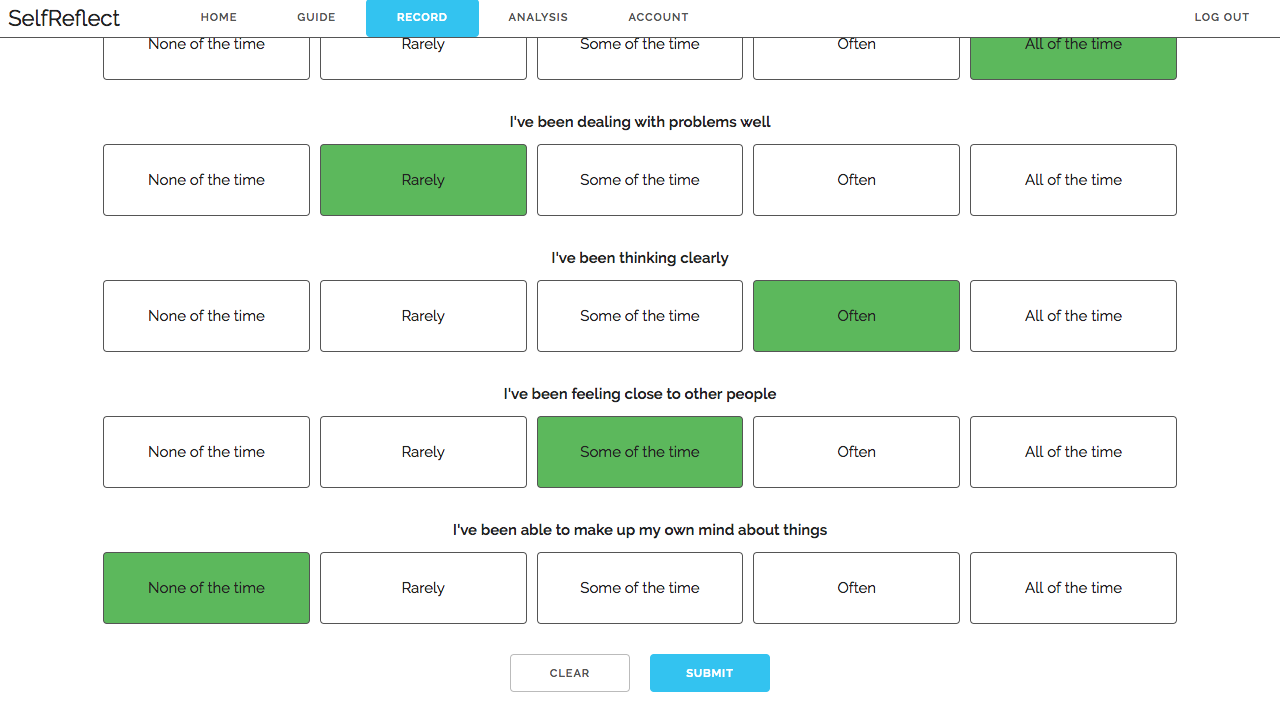 SelfReflect HOME GUIDE RECORD ANALYSIS ACCOUNT LOG OUT
None of the time Rarely Some of the time Often All of the time
I've been dealing with problems well
None of the time Rarely Some of the time Often All of the time
I've been thinking clearly
None of the time Rarely Some of the time Often All of the time
I've been feeling close to other people
None of the time Rarely Some of the time Often All of the time
I've been able to make up my own mind about things
None of the time Rarely Some of the time Often All of the time
CLEAR SUBMIT